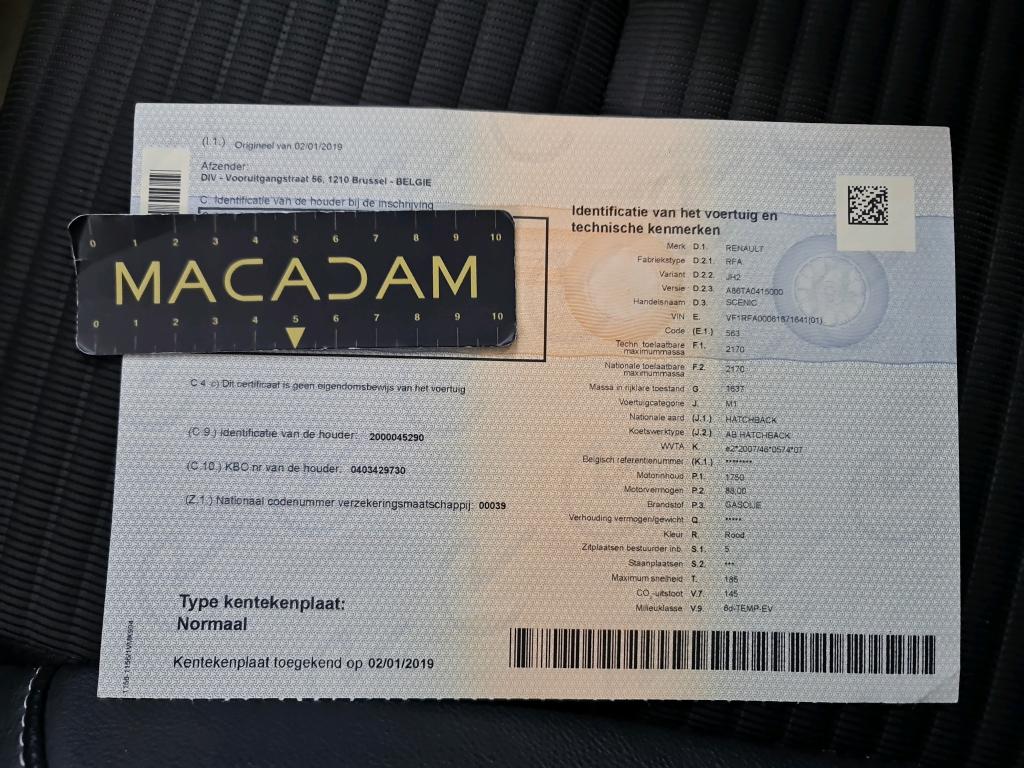 (I.1.) Origineel van 02/01/2019
Afzender:
DIV - Vooruitgangstraat 56, 1210 Brussel - BELGIE
C. Identificatie van de houder bij de inschrijving
0 1 2 3 4 5 6 7 8 9 10
MACADAM
0 1 2 3 4 5 6 7 8 9 10
C 4. c) Dit certificaat is geen eigendomsbewijs van het voertuig
(C 9.) Identificatie van de houder: 2000045290
(C 10.) KBO nr van de houder: 0403429730
(Z.1.) Nationaal codenummer verzekeringsmaatschappij: 00039
Type kentekenplaat:
Normaal
Kentekenplaat toegekend op 02/01/2019
Identificatie van het voertuig en
technische kenmerken
Merk D.1. RENAULT
Fabriekstype D.2.1. RFA
Variant D.2.2. JH2
Versie D.2.3. A86TA0415000
Handelsnaam D.3. SCENIC
VIN E. VF1RFA00061871641(01)
Code (E.1.) 563
Techn. toelaatbare
maximummassa F.1. 2170
Nationale toelaatbare
maximummassa F.2. 2170
Massa in rijklare toestand G. 1637
Voertuigcategorie J. M1
Nationale aard (J.1.) HATCHBACK
Koetswerktype (J.2.) AB HATCHBACK
WVTA K. e2*2007/46*0574*07
Belgisch referentienummer (K.1.) ********
Motorinhoud P.1. 1750
Motorvermogen P.2. 88,00
Brandstof P.3. GASOLIE
Verhouding vermogen/gewicht Q. *****
Kleur R. Rood
Zitplaatsen bestuurder inb. S.1. 5
Staanplaatsen S.2. ***
Maximum snelheid T. 185
CO2-uitstoot V.7. 145
Milieuklasse V.9. 6d-TEMP-EV